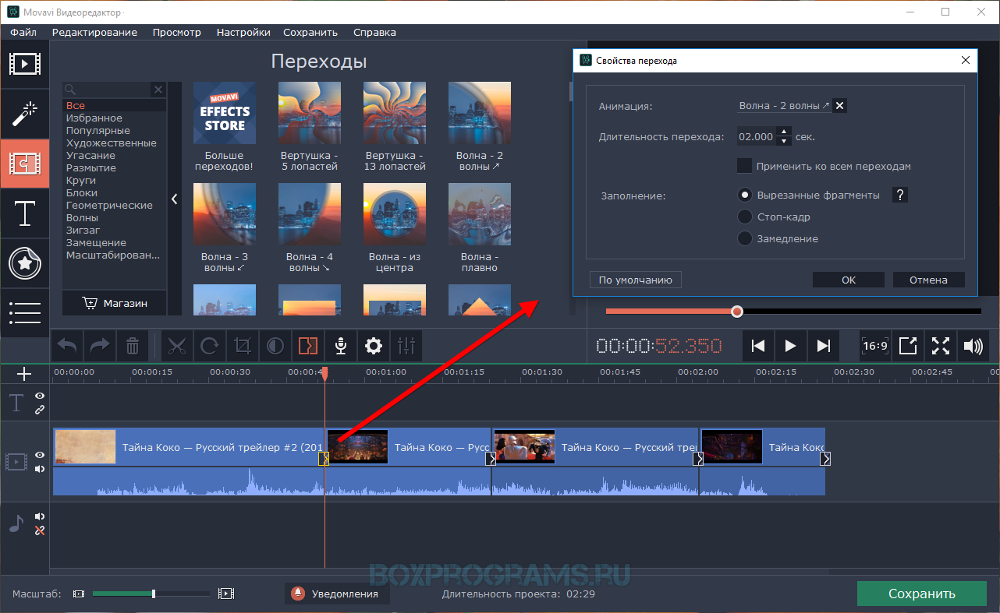 Movavi Видеоредактор
Файл Редактирование Просмотр Настройки Сохранить Справка
Переходы
Все
Избранное
Популярные
Художественные
Угасание
Размытие
Круги
Блоки
Геометрические
Волны
Зигзаг
Замещение
Масштабирован...
Магазин
MOVAVI
EFFECTS
STORE
Больше
переходов!
Вертушка -
5 лопастей
Вертушка -
13 лопастей
Волна - 2
волны ↗
Волна - 3
волны ↙
Волна - 4
волны ↘
Волна - из
центра
Волна -
плавно
Свойства перехода
Анимация: Волна - 2 волны ↗
Длительность перехода: 02.000 сек.
Применить ко всем переходам
Заполнение: Вырезанные фрагменты ?
Стоп-кадр
Замедление
По умолчанию OK Отмена
00:00:52.350
16:9
00:00:00 00:00:15 00:00:30 00:00:4 00:01:00 00:01:15 00:01:30 00:01:45 00:02:00 00:02:15 00:02:30 00:02:45 00
Тайна Коко — Русский трейлер #2 (201 Тайна Коко — Русс Тайна Коко — Русский трей Тайна Коко
BOXPROGRAMS.RU
Масштаб: Уведомления Длительность проекта: 02:29 Сохранить